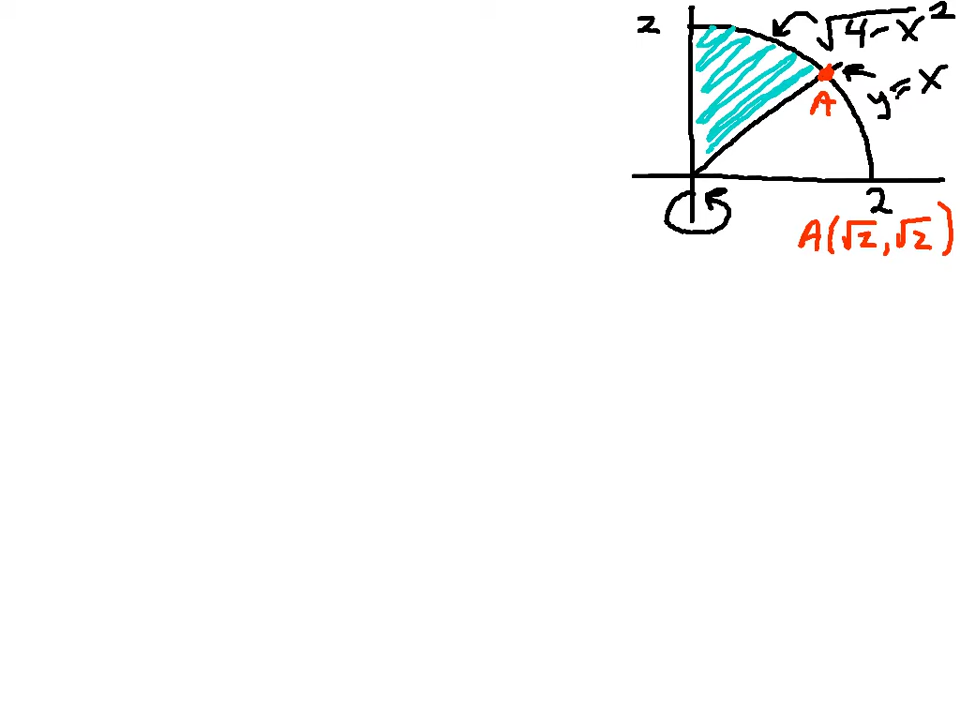 2
√4-x²
y=x
A
2
A(√2,√2)